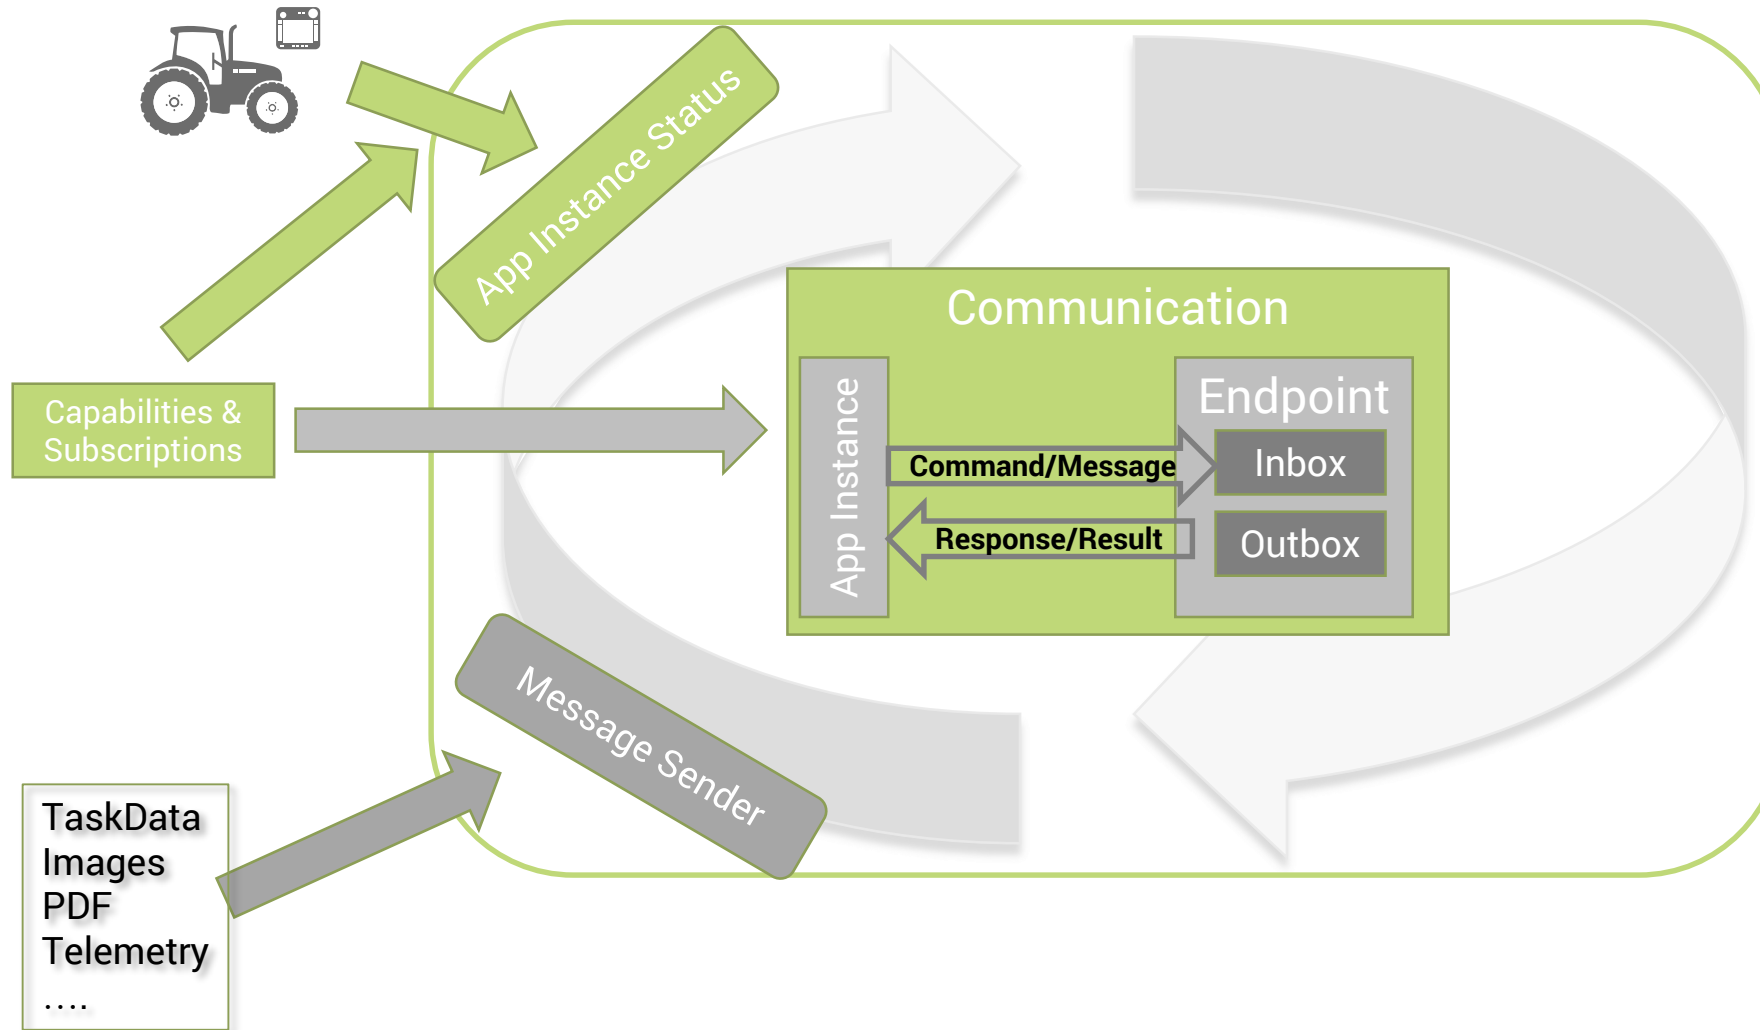 App Instance Status
Communication
Capabilities &
Subscriptions
App Instance
Endpoint
Command/Message
Inbox
Response/Result
Outbox
Message Sender
TaskData
Images
PDF
Telemetry
....